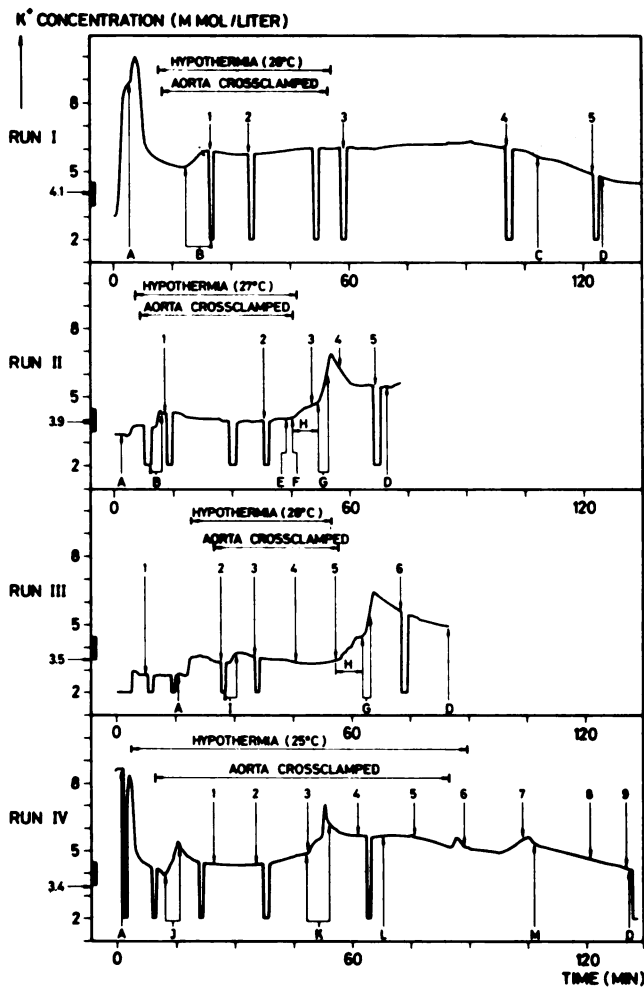 K⁺ CONCENTRATION (M MOL/LITER)
HYPOTHERMIA (28°C)
AORTA CROSSCLAMPED
8
1 2 3 4 5
RUN I
5
4.1
2
A B C D
0 60 120
HYPOTHERMIA (27°C)
AORTA CROSSCLAMPED
8
1 2 3 4 5
RUN II
5
3.9
H
2
A B E F G D
0 60 120
HYPOTHERMIA (28°C)
8
AORTA CROSSCLAMPED
1 2 3 4 5 6
RUN III
5
3.5
H
2
A I G D
0 60 120
HYPOTHERMIA (25°C)
AORTA CROSSCLAMPED
8
1 2 3 4 5 6 7 8 9
RUN IV
5
3.4
2
A J K L M D
0 60 120
TIME (MIN)